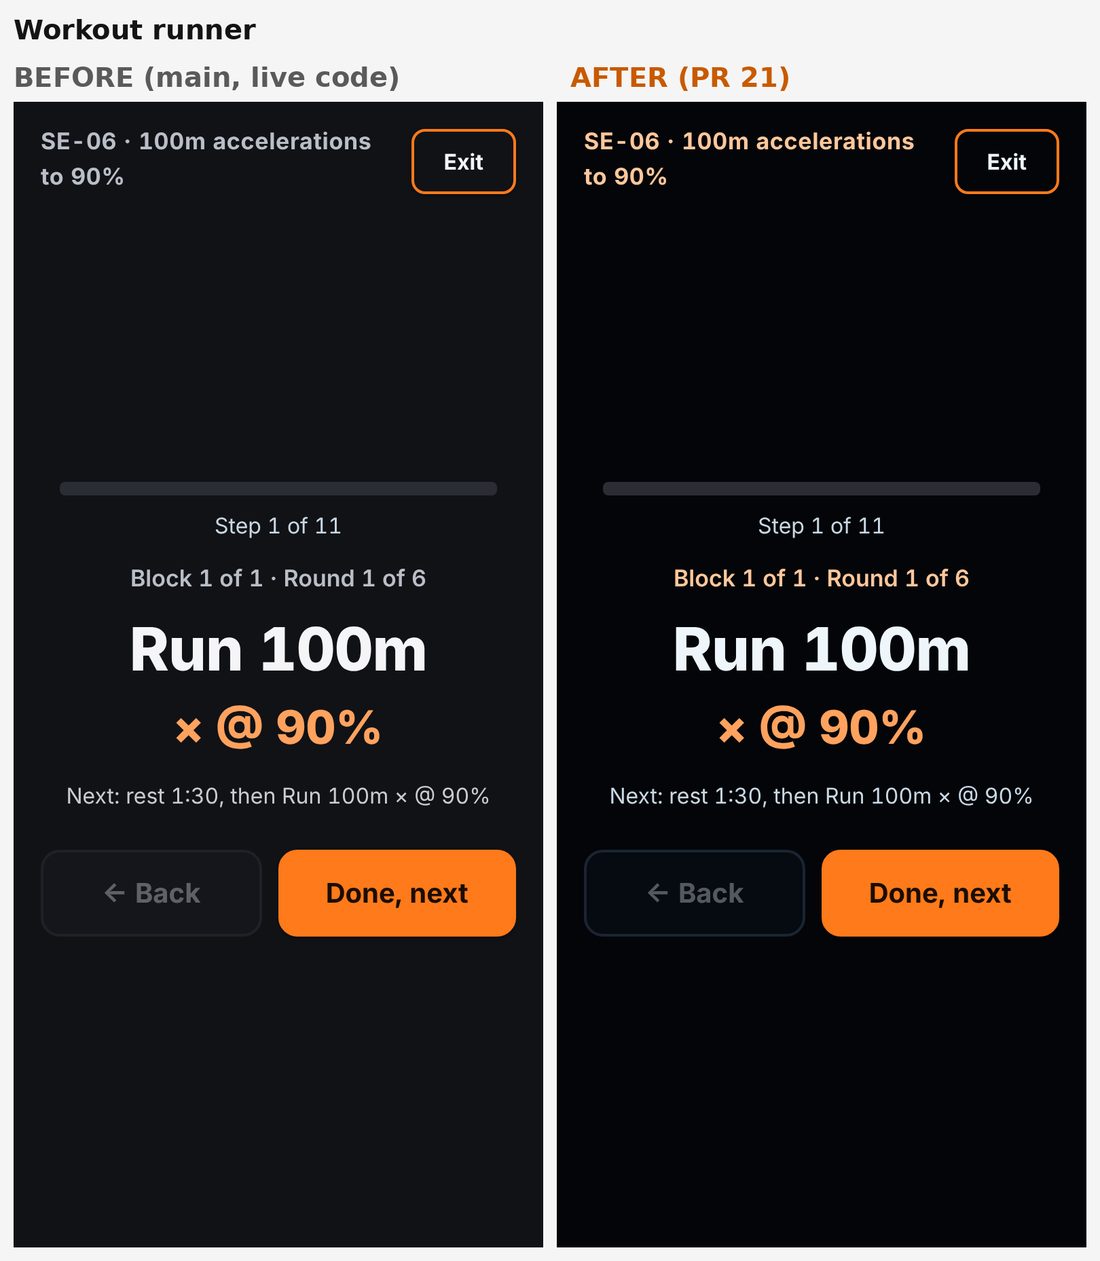 Workout runner
BEFORE (main, live code)
SE-06 · 100m accelerations
to 90%
Exit
Step 1 of 11
Block 1 of 1 · Round 1 of 6
Run 100m
× @ 90%
Next: rest 1:30, then Run 100m × @ 90%
← Back
Done, next
AFTER (PR 21)
SE-06 · 100m accelerations
to 90%
Exit
Step 1 of 11
Block 1 of 1 · Round 1 of 6
Run 100m
× @ 90%
Next: rest 1:30, then Run 100m × @ 90%
← Back
Done, next